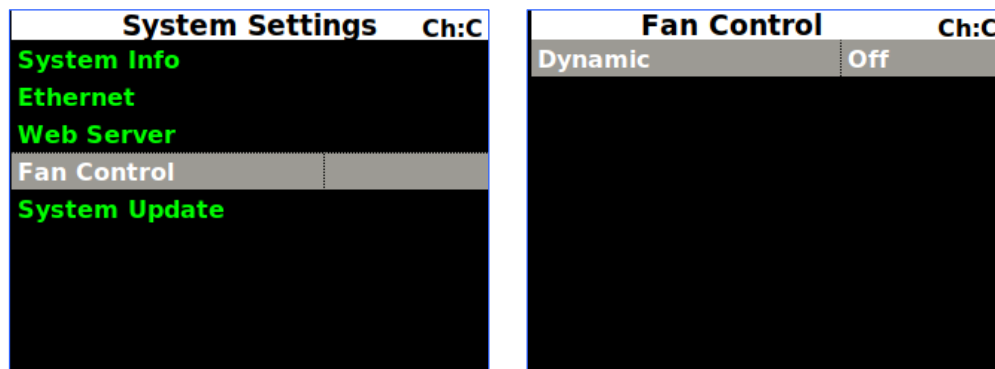 System Settings Ch:C
System Info
Ethernet
Web Server
Fan Control
System Update
Fan Control Ch:C
Dynamic Off